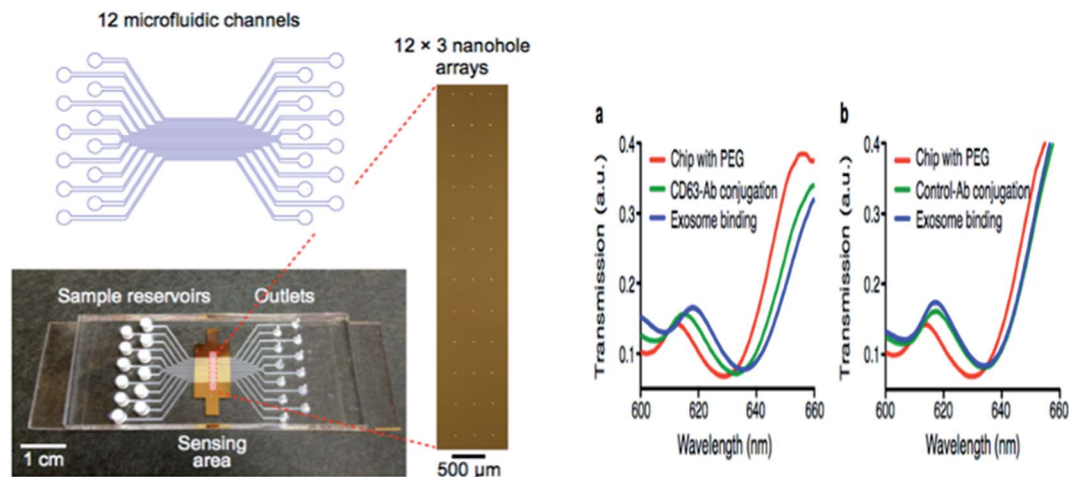 12 microfluidic channels
12 × 3 nanohole
arrays
Sample reservoirs
Outlets
Sensing
area
1 cm
500 µm
a
Transmission (a.u.)
0.4
0.3
0.2
0.1
Chip with PEG
CD63-Ab conjugation
Exosome binding
600
620
640
660
Wavelength (nm)
b
Transmission (a.u.)
0.4
0.3
0.2
0.1
Chip with PEG
Control-Ab conjugation
Exosome binding
600
620
640
660
Wavelength (nm)